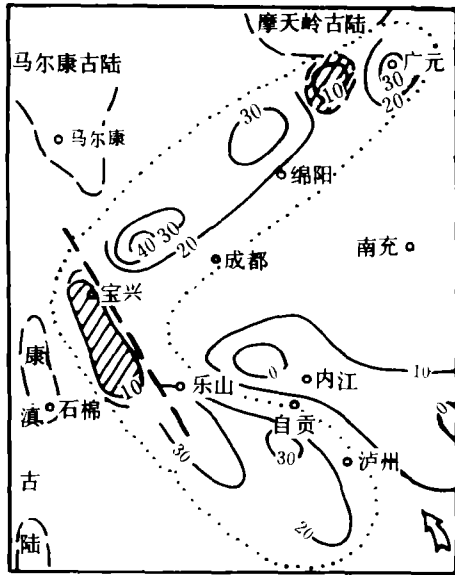 摩天岭古陆
马尔康古陆
广元
30
20
10
马尔康
30
绵阳
40
30
20
成都
南充
宝兴
10
康
滇
古
陆
石棉
乐山
0
内江
10
自贡
0
30
30
泸州
20